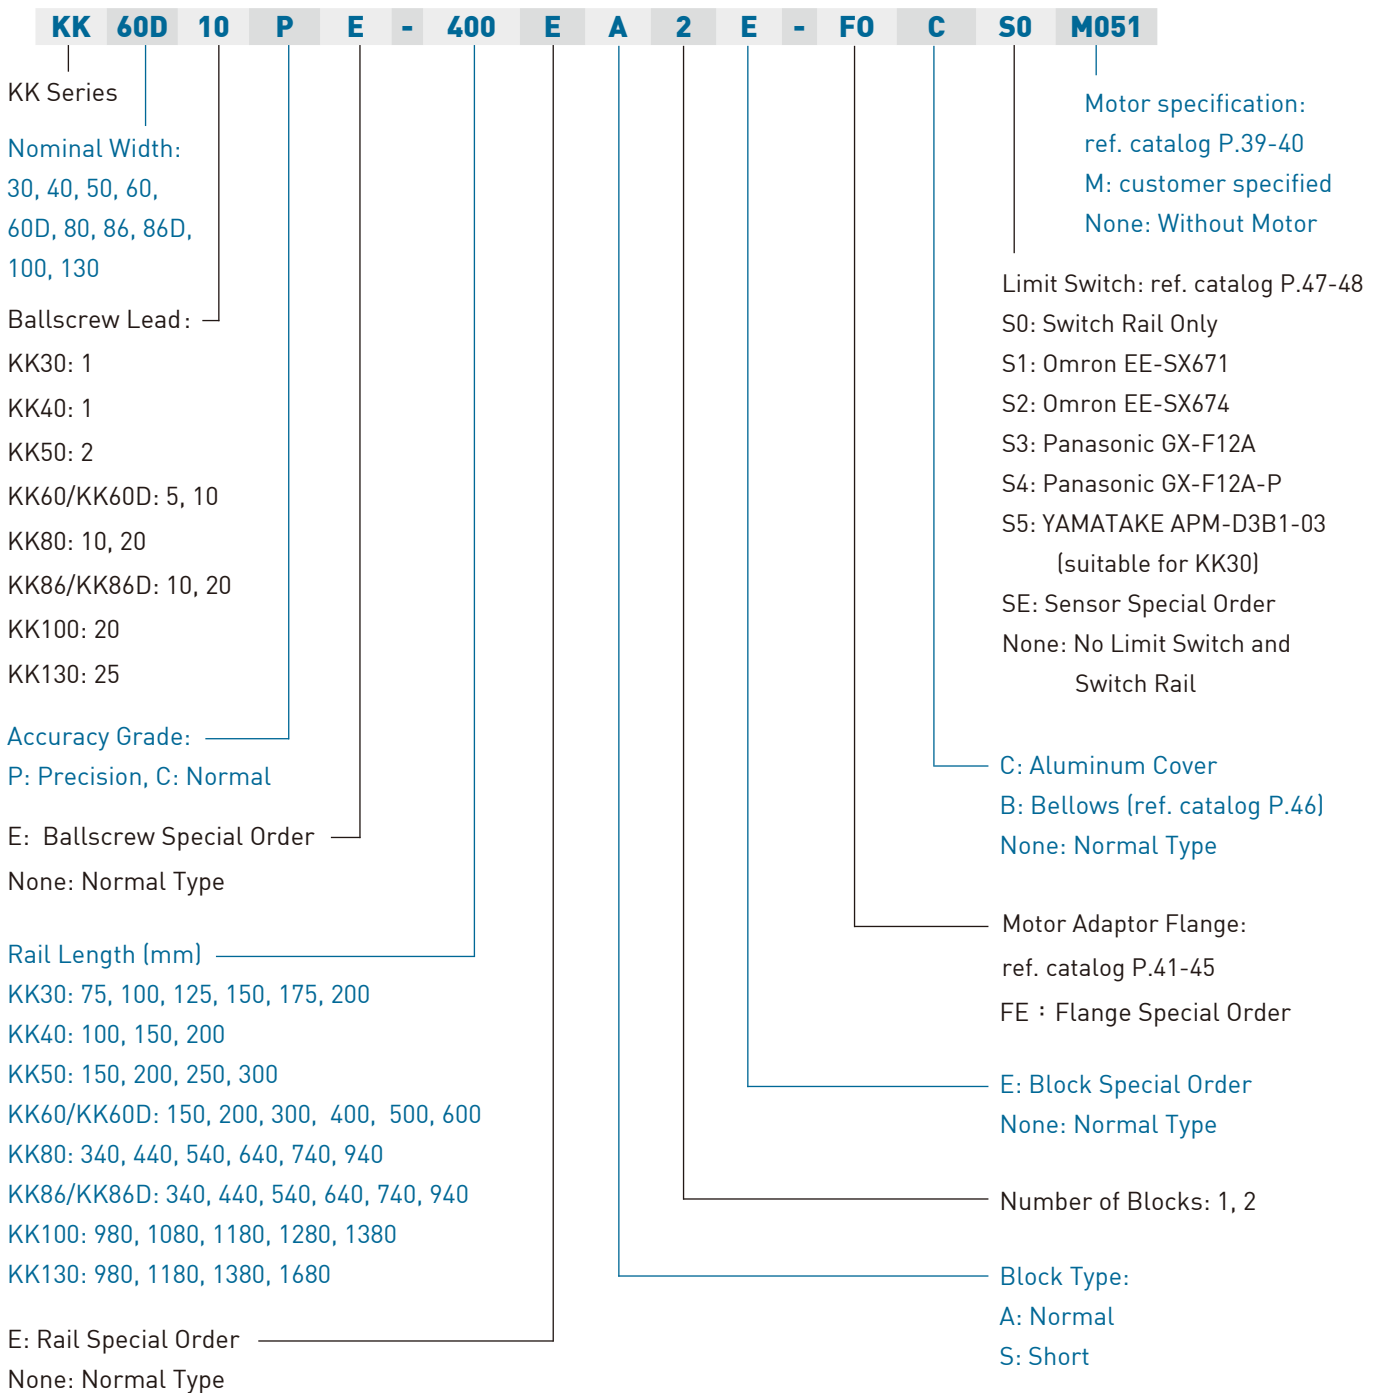 KK 60D 10 P E - 400 E A 2 E - F0 C S0 M051
KK Series
Nominal Width:
30, 40, 50, 60,
60D, 80, 86, 86D,
100, 130
Ballscrew Lead:
KK30: 1
KK40: 1
KK50: 2
KK60/KK60D: 5, 10
KK80: 10, 20
KK86/KK86D: 10, 20
KK100: 20
KK130: 25
Accuracy Grade:
P: Precision, C: Normal
E: Ballscrew Special Order
None: Normal Type
Rail Length (mm)
KK30: 75, 100, 125, 150, 175, 200
KK40: 100, 150, 200
KK50: 150, 200, 250, 300
KK60/KK60D: 150, 200, 300, 400, 500, 600
KK80: 340, 440, 540, 640, 740, 940
KK86/KK86D: 340, 440, 540, 640, 740, 940
KK100: 980, 1080, 1180, 1280, 1380
KK130: 980, 1180, 1380, 1680
E: Rail Special Order
None: Normal Type
Motor specification:
ref. catalog P.39-40
M: customer specified
None: Without Motor
Limit Switch: ref. catalog P.47-48
S0: Switch Rail Only
S1: Omron EE-SX671
S2: Omron EE-SX674
S3: Panasonic GX-F12A
S4: Panasonic GX-F12A-P
S5: YAMATAKE APM-D3B1-03
(suitable for KK30)
SE: Sensor Special Order
None: No Limit Switch and
Switch Rail
C: Aluminum Cover
B: Bellows (ref. catalog P.46)
None: Normal Type
Motor Adaptor Flange:
ref. catalog P.41-45
FE：Flange Special Order
E: Block Special Order
None: Normal Type
Number of Blocks: 1, 2
Block Type:
A: Normal
S: Short